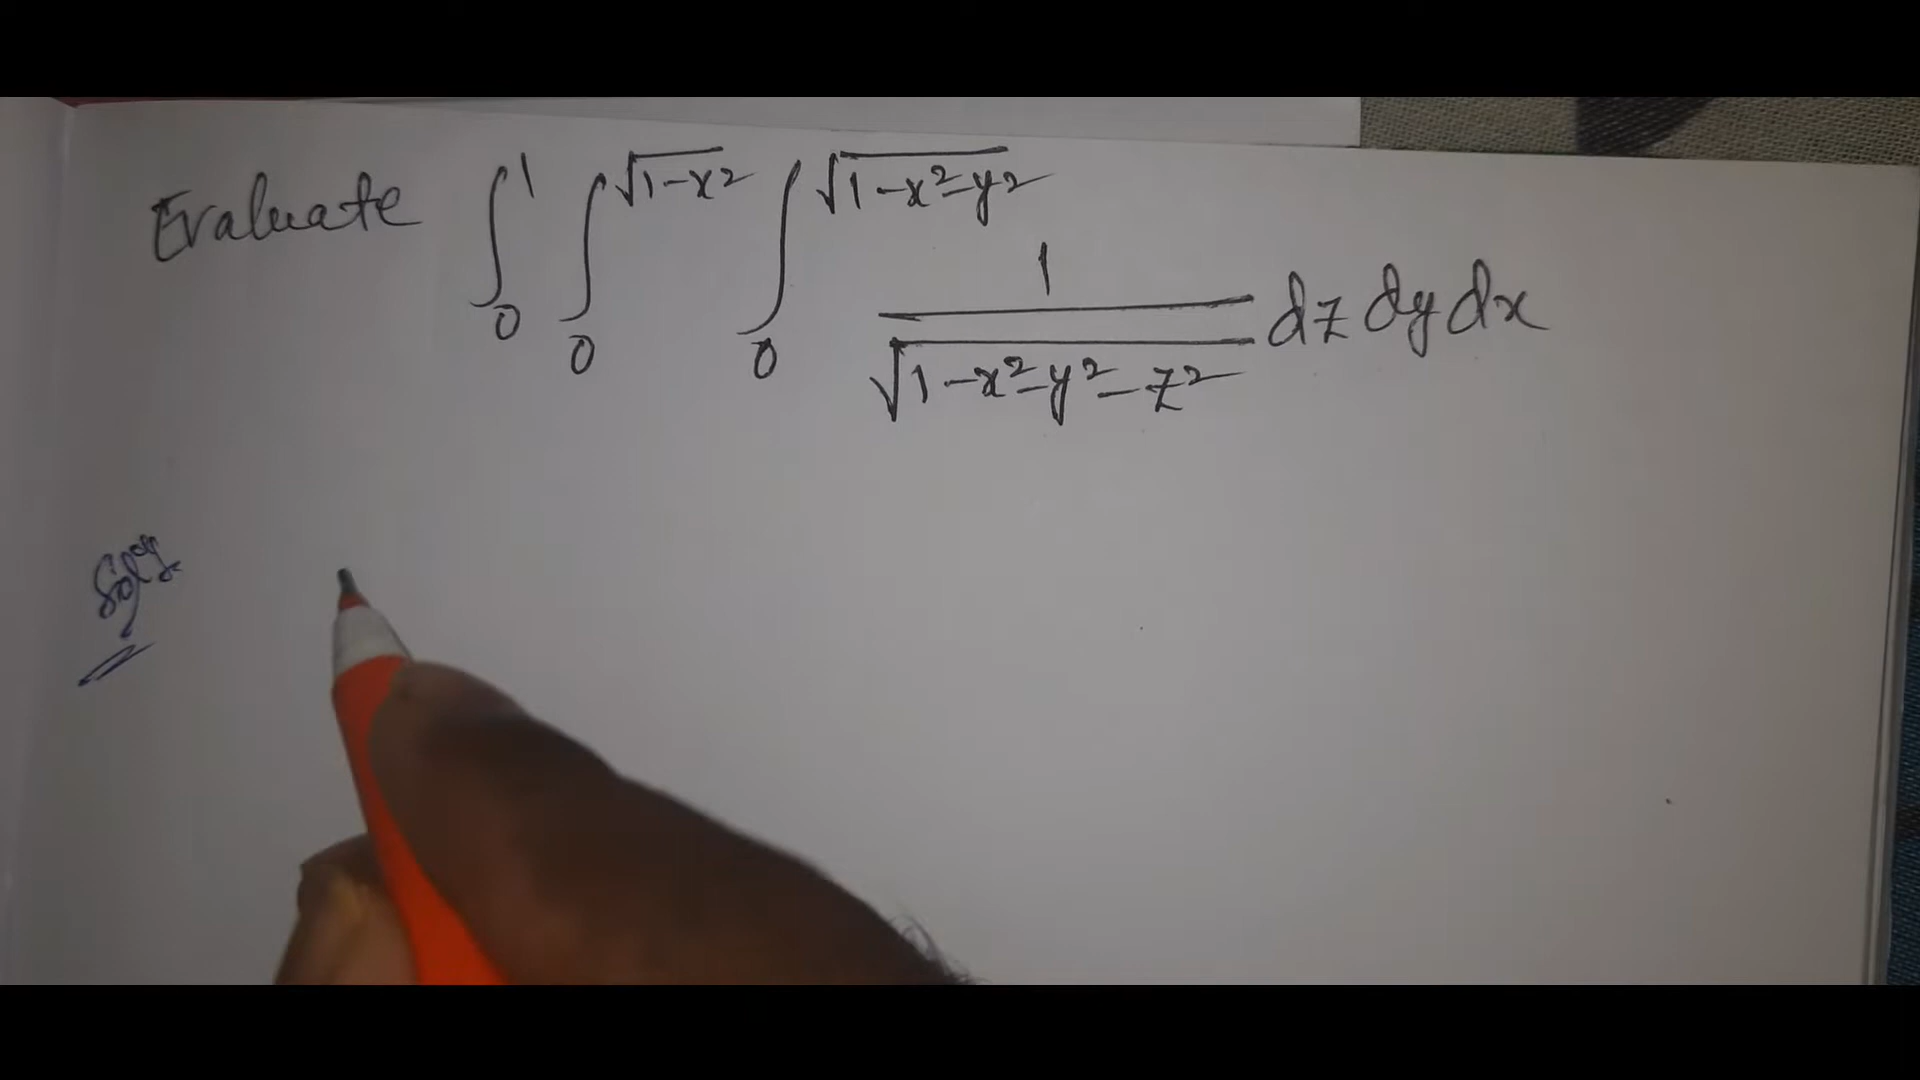 Evaluate ∫₀¹ ∫₀^√(1-x²) ∫₀^√(1-x²-y²) 1/√(1-x²-y²-z²) dz dy dx
Solⁿ